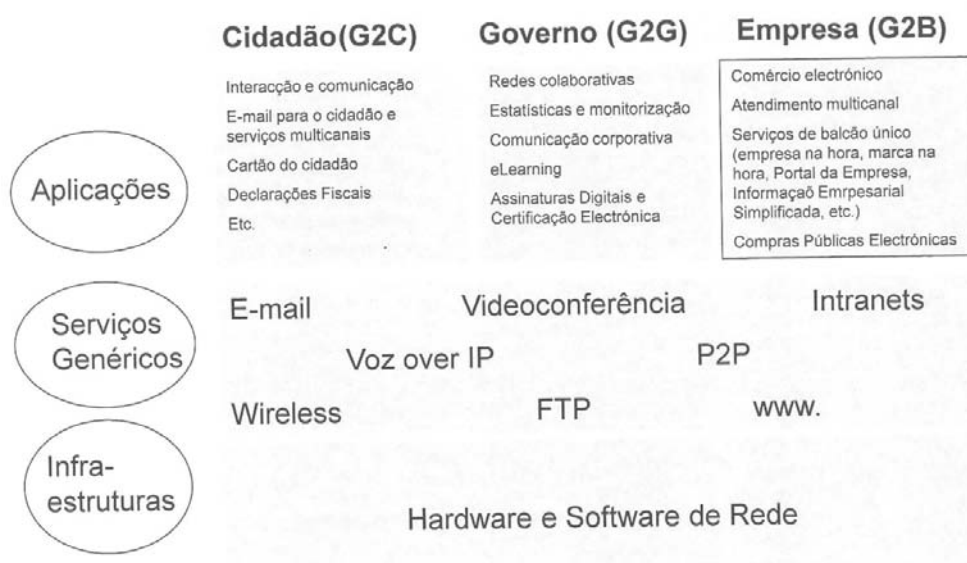 Cidadão(G2C)
Governo (G2G)
Empresa (G2B)
Aplicações
Interacção e comunicação
E-mail para o cidadão e
serviços multicanais
Cartão do cidadão
Declarações Fiscais
Etc.
Redes colaborativas
Estatísticas e monitorização
Comunicação corporativa
eLearning
Assinaturas Digitais e
Certificação Electrónica
Comércio electrónico
Atendimento multicanal
Serviços de balcão único
(empresa na hora, marca na
hora, Portal da Empresa,
Informaçaõ Emrpesarial
Simplificada, etc.)
Compras Públicas Electrónicas
Serviços
Genéricos
E-mail
Videoconferência
Intranets
Voz over IP
P2P
Wireless
FTP
www.
Infra-
estruturas
Hardware e Software de Rede